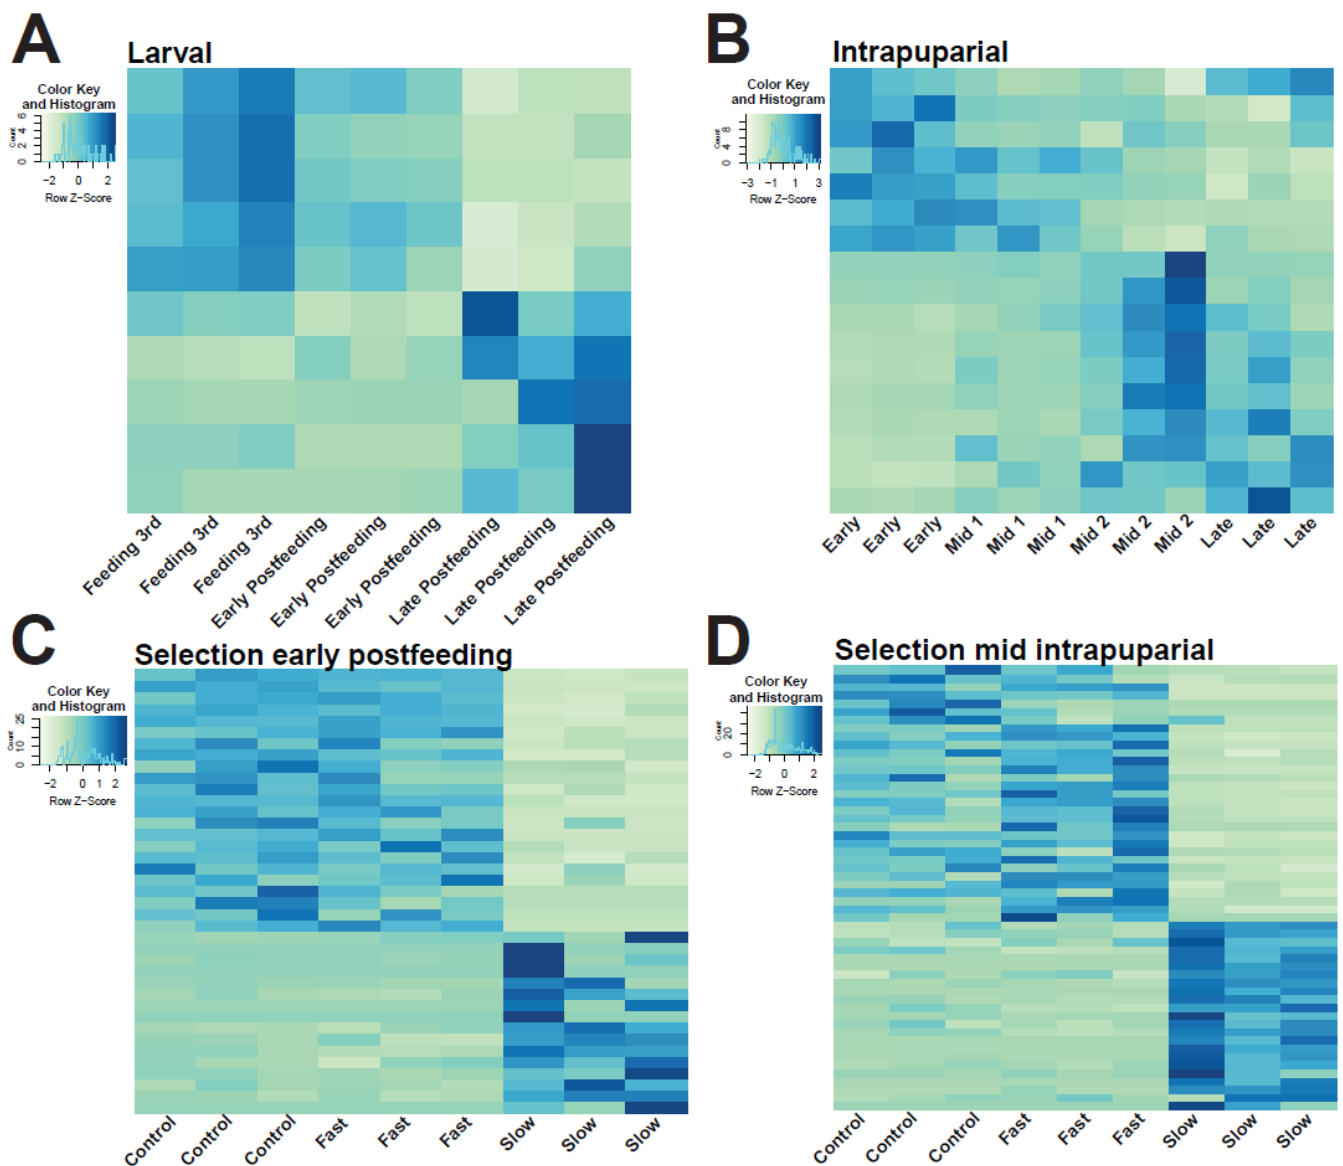 A
Larval
Color Key
and Histogram
Count
0 2 4 6
−2 0 2
Row Z−Score
Feeding 3rd
Feeding 3rd
Feeding 3rd
Early Postfeeding
Early Postfeeding
Early Postfeeding
Late Postfeeding
Late Postfeeding
Late Postfeeding
B
Intrapuparial
Color Key
and Histogram
Count
0 4 8
−3 −1 1 3
Row Z−Score
Early
Early
Early
Mid 1
Mid 1
Mid 1
Mid 2
Mid 2
Mid 2
Late
Late
Late
C
Selection early postfeeding
Color Key
and Histogram
Count
0 10 25
−2 0 1 2
Row Z−Score
Control
Control
Control
Fast
Fast
Fast
Slow
Slow
Slow
D
Selection mid intrapuparial
Color Key
and Histogram
Count
0 20
−2 0 2
Row Z−Score
Control
Control
Control
Fast
Fast
Fast
Slow
Slow
Slow